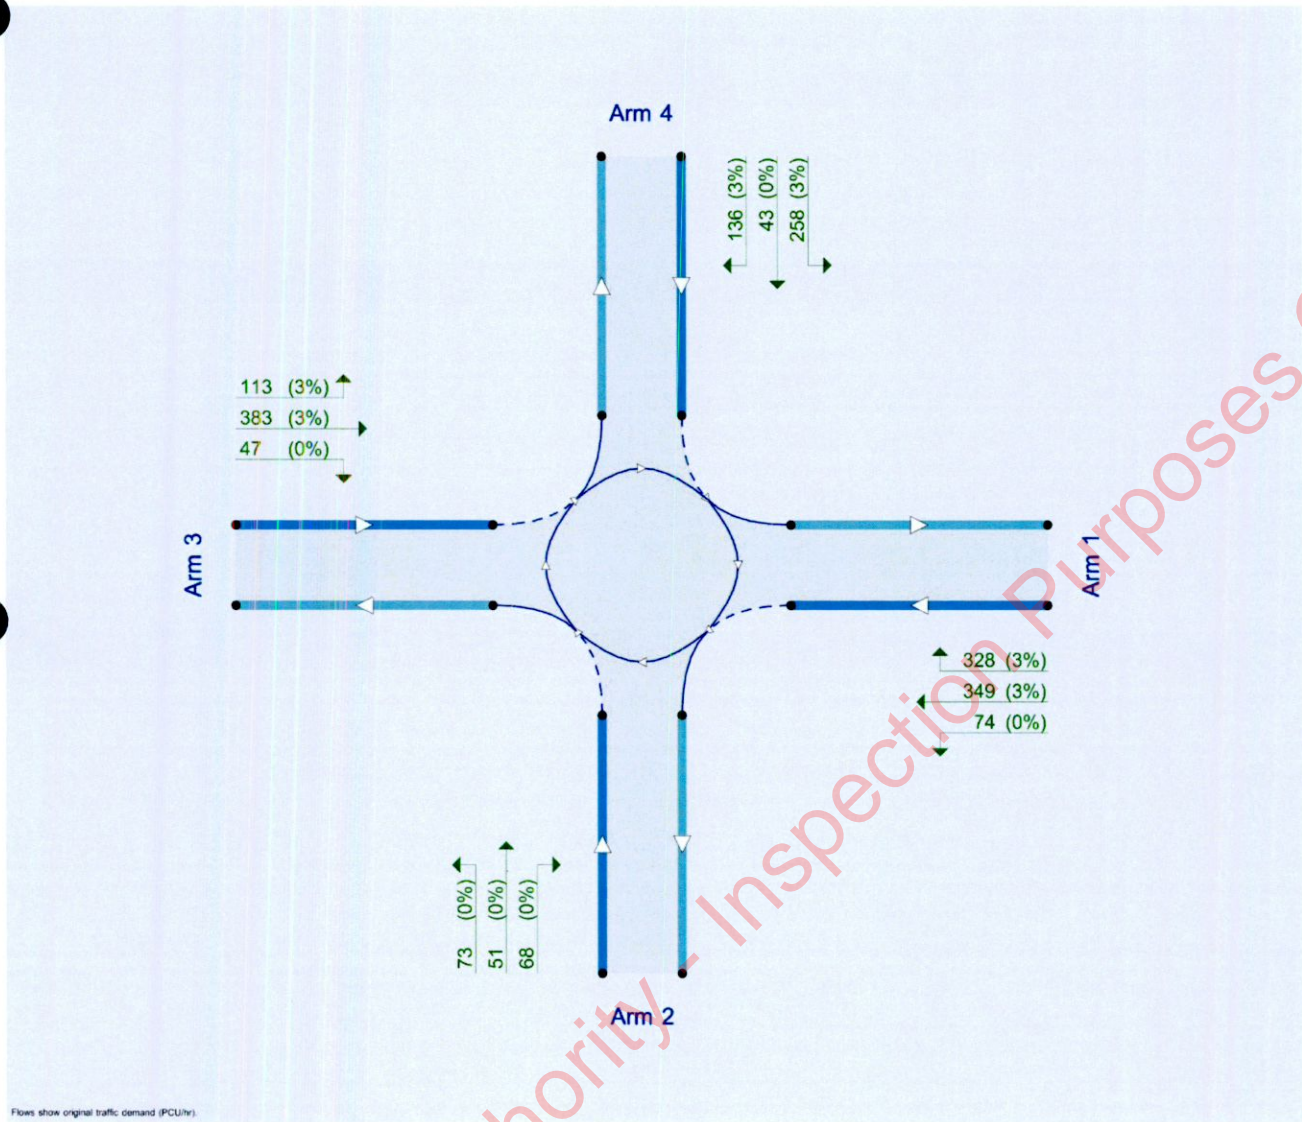 Arm 4
136 (3%)
43 (0%)
258 (3%)
113 (3%)
383 (3%)
47 (0%)
Arm 3
Arm 1
328 (3%)
349 (3%)
74 (0%)
73 (0%)
51 (0%)
68 (0%)
Arm 2
hority - Inspection Purposes
Flows show original traffic demand (PCU/hr).